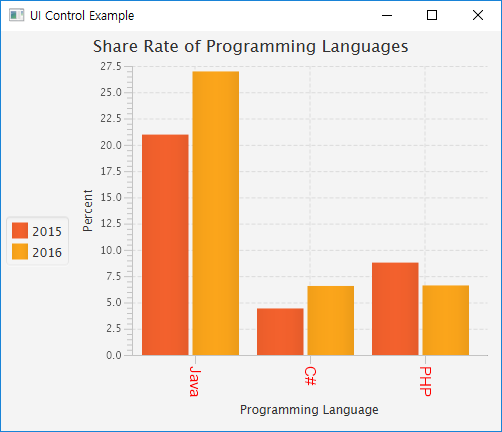 UI Control Example
Share Rate of Programming Languages
27.5
25.0
22.5
20.0
17.5
15.0
12.5
10.0
7.5
5.0
2.5
0.0
Percent
2015
2016
Java
C#
PHP
Programming Language